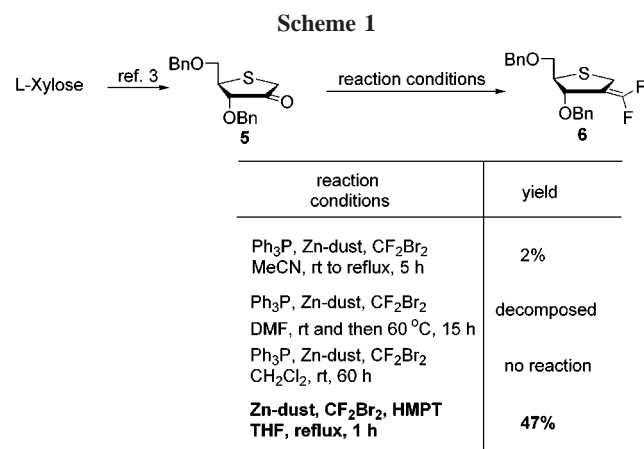 Scheme 1
L-Xylose
ref. 3
BnO
S
O
OBn
5
reaction conditions
BnO
S
F
F
OBn
6
reaction conditions
yield
Ph3P, Zn-dust, CF2Br2
MeCN, rt to reflux, 5 h
2%
Ph3P, Zn-dust, CF2Br2
DMF, rt and then 60 °C, 15 h
decomposed
Ph3P, Zn-dust, CF2Br2
CH2Cl2, rt, 60 h
no reaction
Zn-dust, CF2Br2, HMPT
THF, reflux, 1 h
47%